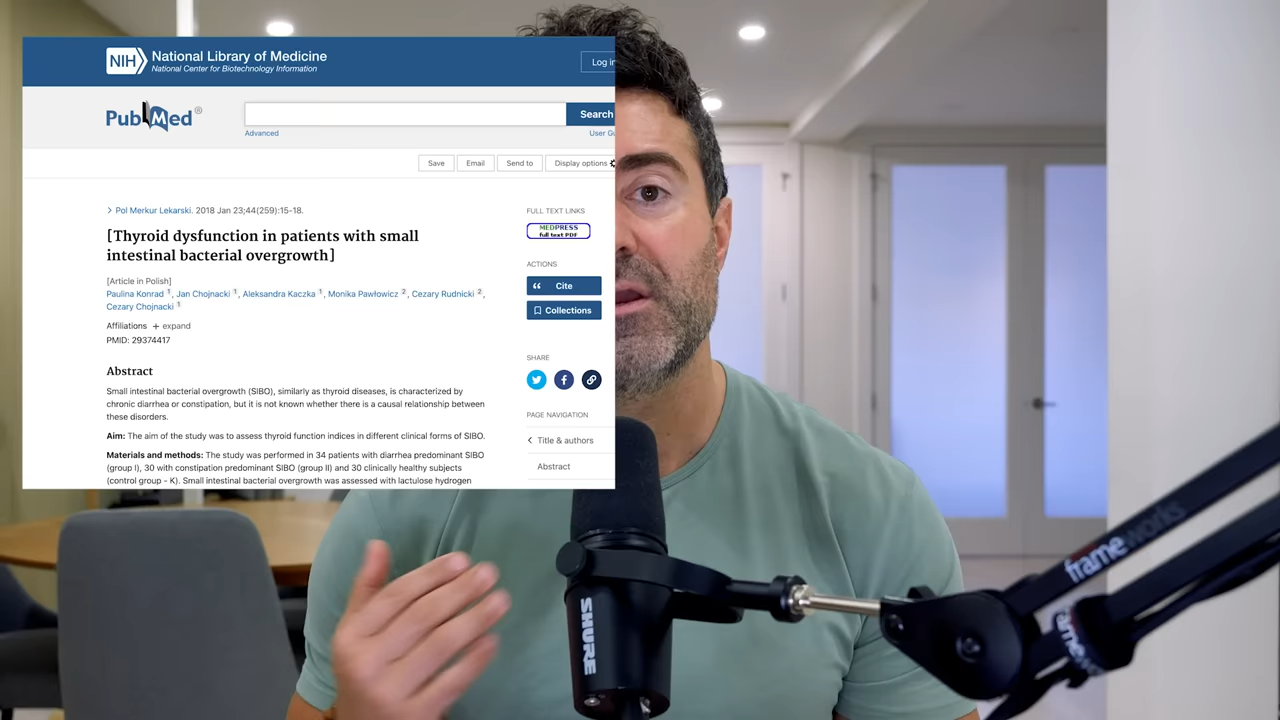 NIH National Library of Medicine
National Center for Biotechnology Information
Log in
PubMed®
Search
Advanced
User Gu
Save
Email
Send to
Display options
Pol Merkur Lekarski. 2018 Jan 23;44(259):15-18.
[Thyroid dysfunction in patients with small
intestinal bacterial overgrowth]
[Article in Polish]
Paulina Konrad 1, Jan Chojnacki 1, Aleksandra Kaczka 1, Monika Pawłowicz 2, Cezary Rudnicki 2,
Cezary Chojnacki 1
Affiliations + expand
PMID: 29374417
Abstract
Small intestinal bacterial overgrowth (SIBO), similarly as thyroid diseases, is characterized by
chronic diarrhea or constipation, but it is not known whether there is a causal relationship between
these disorders.
Aim: The aim of the study was to assess thyroid function indices in different clinical forms of SIBO.
Materials and methods: The study was performed in 34 patients with diarrhea predominant SIBO
(group I), 30 with constipation predominant SIBO (group II) and 30 clinically healthy subjects
(control group - K). Small intestinal bacterial overgrowth was assessed with lactulose hydrogen
FULL TEXT LINKS
MEDPRESS
full text PDF
ACTIONS
Cite
Collections
SHARE
PAGE NAVIGATION
Title & authors
Abstract
SHURE
frameworks
amewo